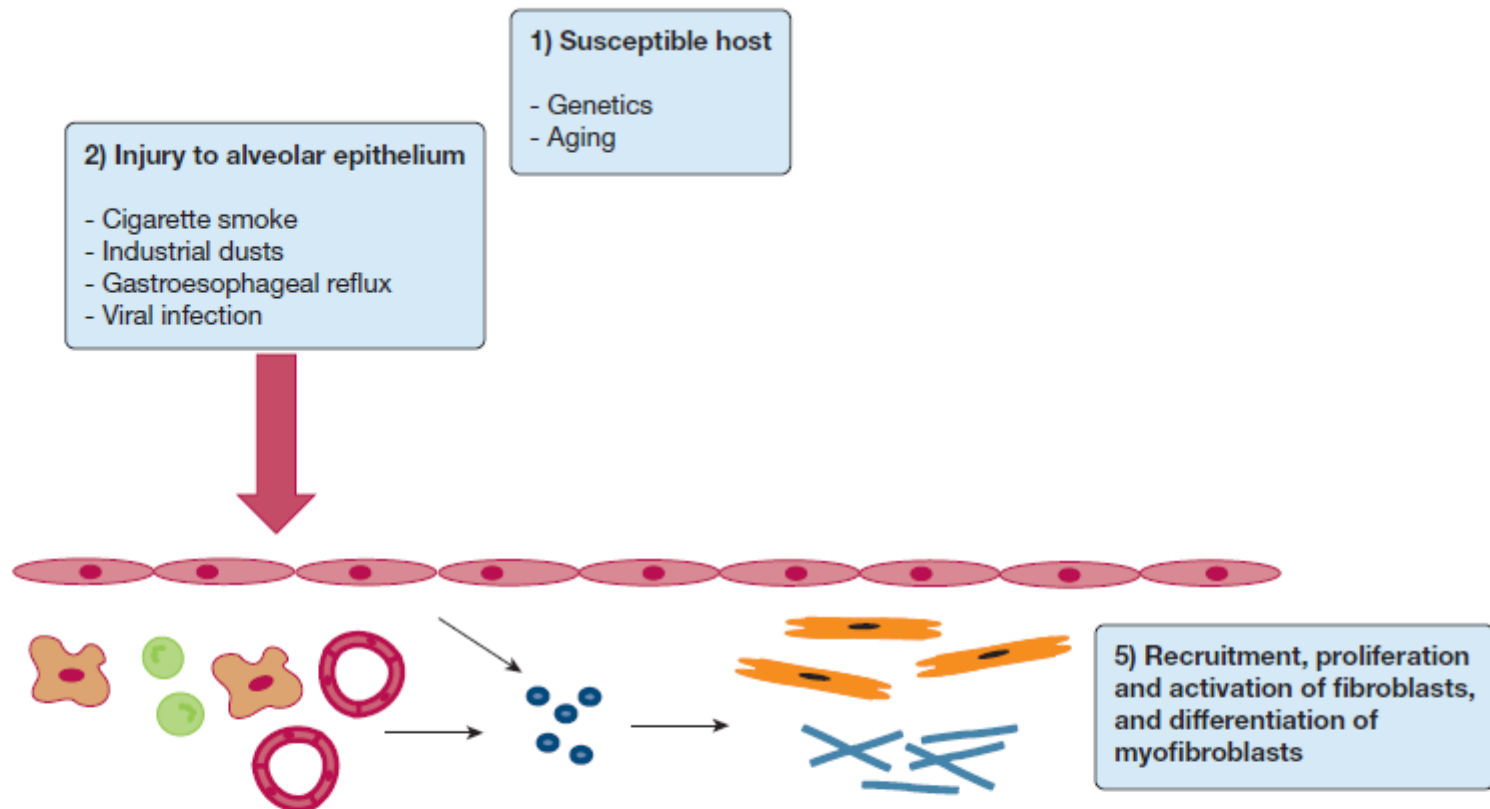 1) Susceptible host
- Genetics
- Aging
2) Injury to alveolar epithelium
- Cigarette smoke
- Industrial dusts
- Gastroesophageal reflux
- Viral infection
5) Recruitment, proliferation
and activation of fibroblasts,
and differentiation of
myofibroblasts